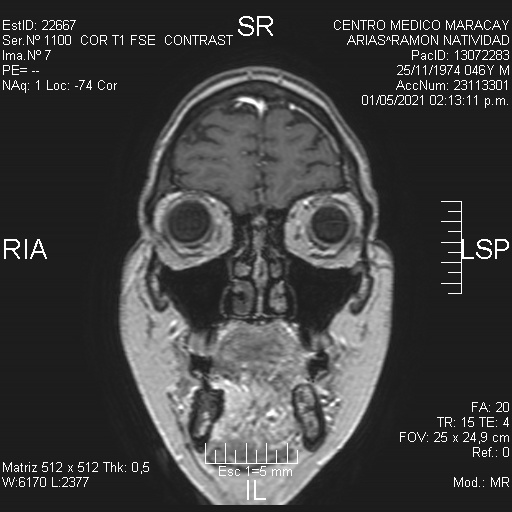 EstID: 22667
Ser.Nº 1100 COR T1 FSE CONTRAST
Ima.Nº 7
PE= --
NAq: 1 Loc: -74 Cor
SR
CENTRO MEDICO MARACAY
ARIAS^RAMON NATIVIDAD
PacID: 13072283
25/11/1974 046Y M
AccNum: 23113301
01/05/2021 02:13:11 p.m.
RIA
LSP
FA: 20
TR: 15 TE: 4
FOV: 25 x 24,9 cm
Ref.: 0
Matriz 512 x 512 Thk: 0,5
W:6170 L:2377
Esc 1=5 mm
IL
Mod.: MR